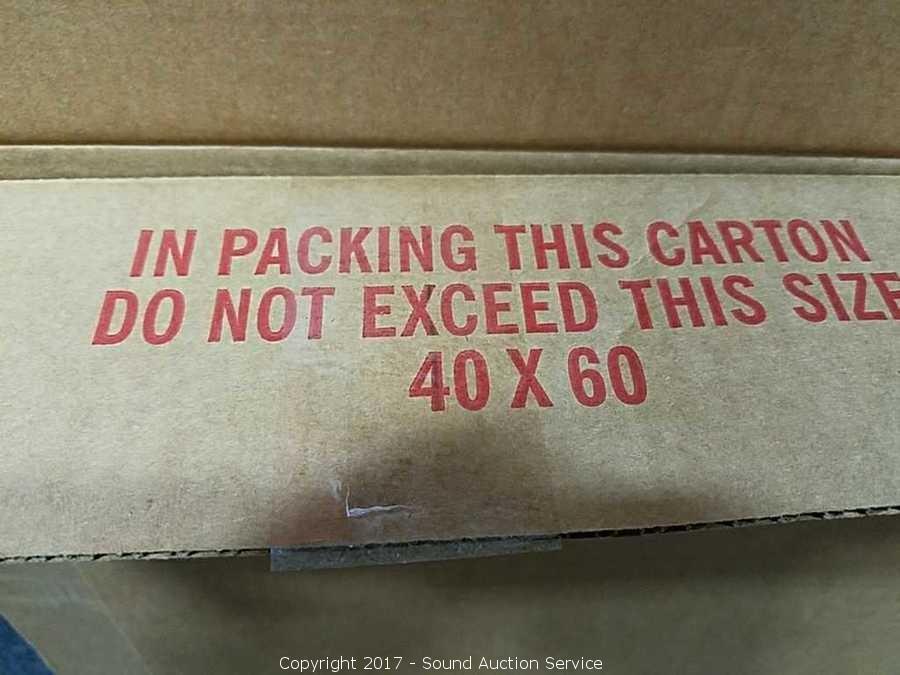 IN PACKING THIS CARTON
DO NOT EXCEED THIS SIZE
40 X 60
Copyright 2017 - Sound Auction Service